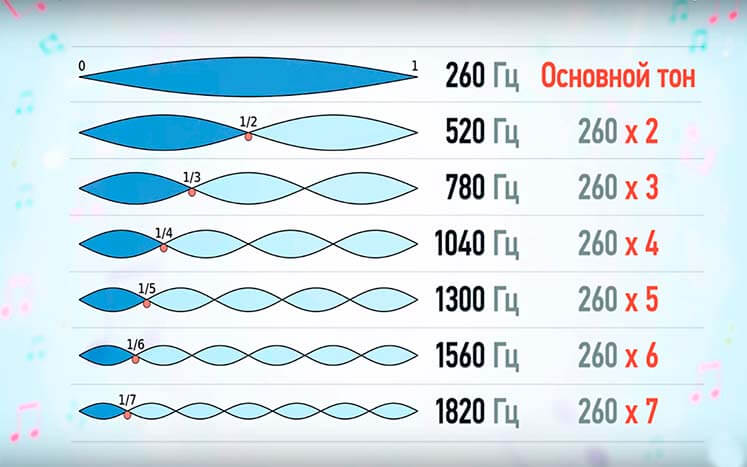 0 1 260 Гц Основной тон
1/2 520 Гц 260 x 2
1/3 780 Гц 260 x 3
1/4 1040 Гц 260 x 4
1/5 1300 Гц 260 x 5
1/6 1560 Гц 260 x 6
1/7 1820 Гц 260 x 7